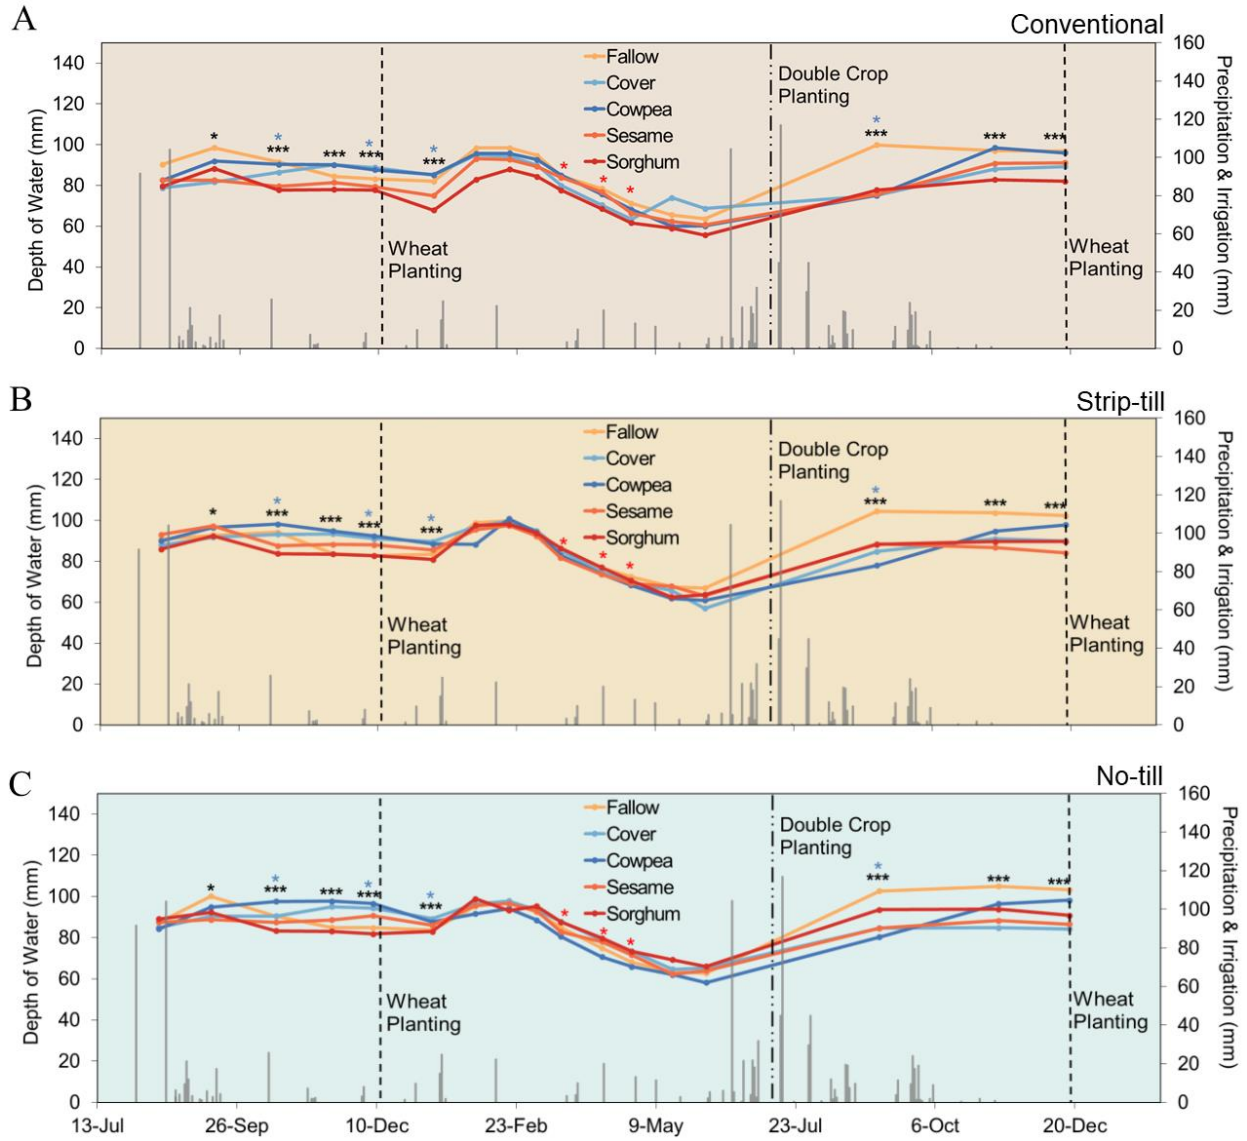 A
Conventional
Depth of Water (mm)
140
120
100
80
60
40
20
0
Fallow
Cover
Cowpea
Sesame
Sorghum
Double Crop
Planting
* * *** *** * *** * *** * * * * *** *** ***
Wheat
Planting
Wheat
Planting
160
140
120
100
80
60
40
20
0
Precipitation & Irrigation (mm)
B
Strip-till
Depth of Water (mm)
140
120
100
80
60
40
20
0
Fallow
Cover
Cowpea
Sesame
Sorghum
Double Crop
Planting
* * *** *** * *** * *** * * * * *** *** ***
Wheat
Planting
Wheat
Planting
160
140
120
100
80
60
40
20
0
Precipitation & Irrigation (mm)
C
No-till
Depth of Water (mm)
140
120
100
80
60
40
20
0
Fallow
Cover
Cowpea
Sesame
Sorghum
Double Crop
Planting
* * *** *** * *** * *** * * * * *** *** ***
Wheat
Planting
Wheat
Planting
160
140
120
100
80
60
40
20
0
Precipitation & Irrigation (mm)
13-Jul 26-Sep 10-Dec 23-Feb 9-May 23-Jul 6-Oct 20-Dec